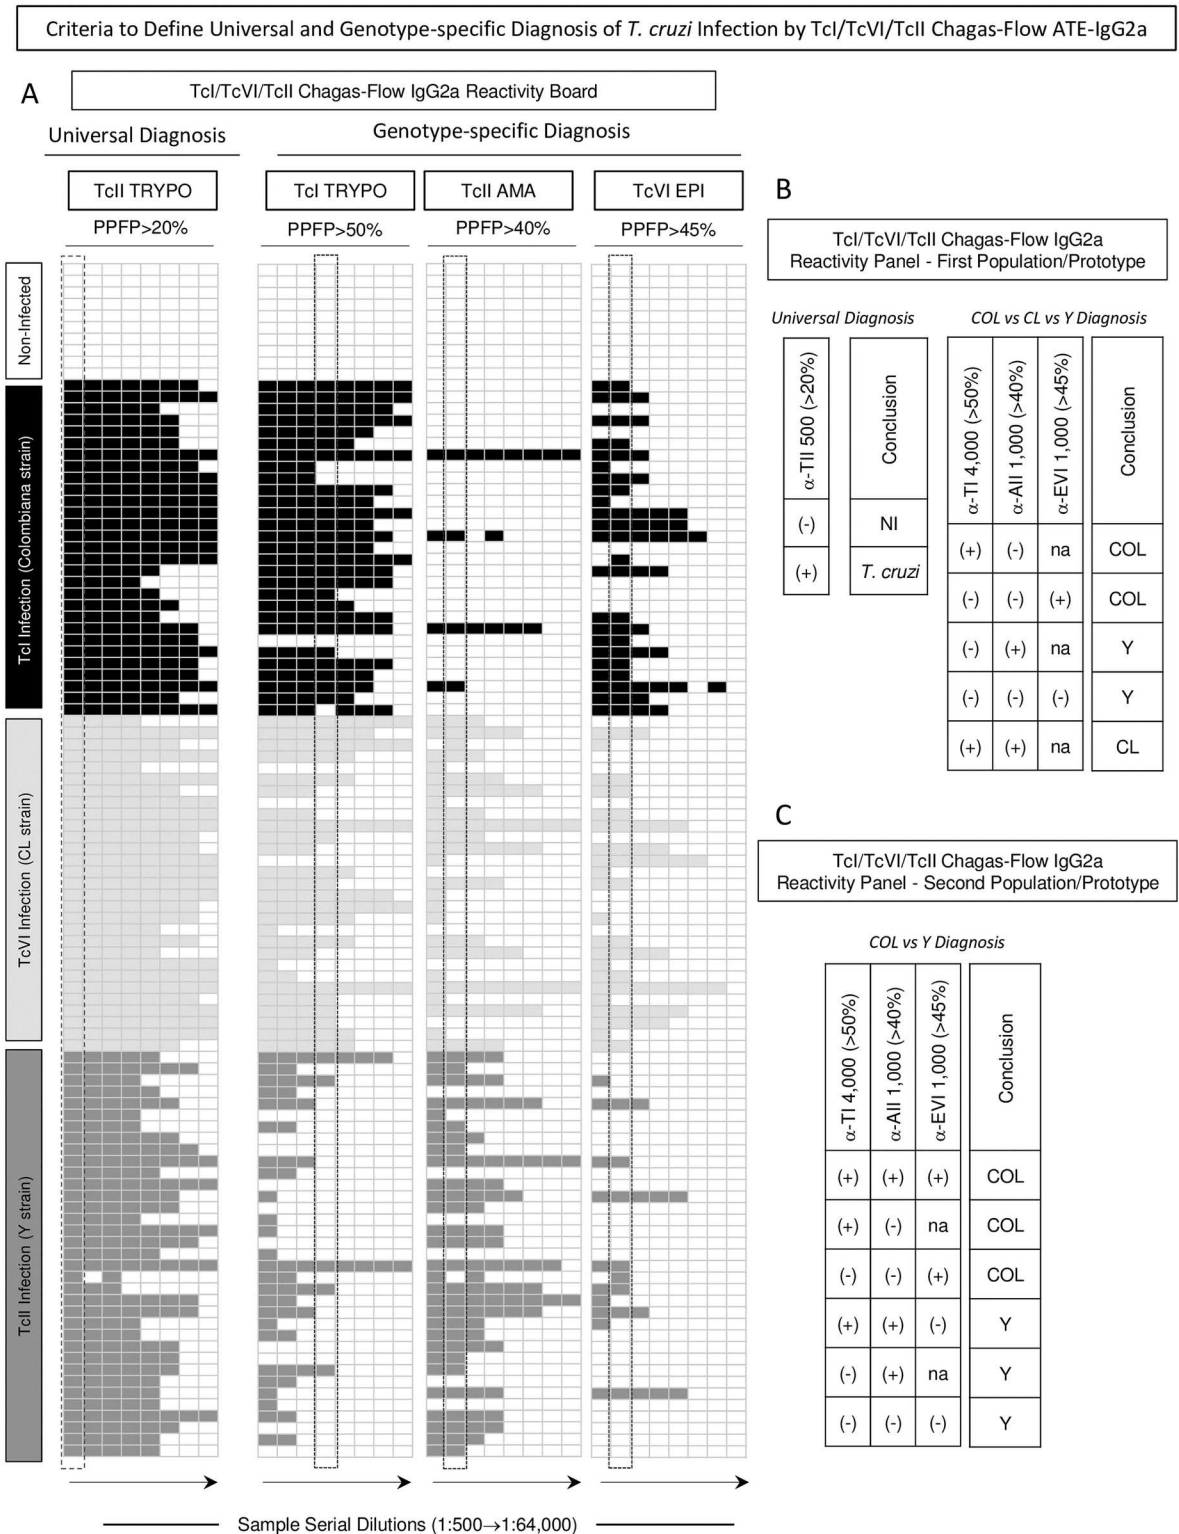 Criteria to Define Universal and Genotype-specific Diagnosis of T. cruzi Infection by TcI/TcVI/TcII Chagas-Flow ATE-IgG2a
A
TcI/TcVI/TcII Chagas-Flow IgG2a Reactivity Board
Universal Diagnosis
Genotype-specific Diagnosis
TcII TRYPO
TcI TRYPO
TcII AMA
TcVI EPI
PPFP>20%
PPFP>50%
PPFP>40%
PPFP>45%
Non-Infected
TcI Infection (Colombiana strain)
TcVI Infection (CL strain)
TcII Infection (Y strain)
Sample Serial Dilutions (1:500→1:64,000)
B
TcI/TcVI/TcII Chagas-Flow IgG2a
Reactivity Panel - First Population/Prototype
Universal Diagnosis
α-TII 500 (>20%)
Conclusion
(-)
NI
(+)
T. cruzi
COL vs CL vs Y Diagnosis
α-TI 4,000 (>50%)
α-AII 1,000 (>40%)
α-EVI 1,000 (>45%)
Conclusion
(+) (-) na COL
(-) (-) (+) COL
(-) (+) na Y
(-) (-) (-) Y
(+) (+) na CL
C
TcI/TcVI/TcII Chagas-Flow IgG2a
Reactivity Panel - Second Population/Prototype
COL vs Y Diagnosis
α-TI 4,000 (>50%)
α-AII 1,000 (>40%)
α-EVI 1,000 (>45%)
Conclusion
(+) (+) (+) COL
(+) (-) na COL
(-) (-) (+) COL
(+) (+) (-) Y
(-) (+) na Y
(-) (-) (-) Y